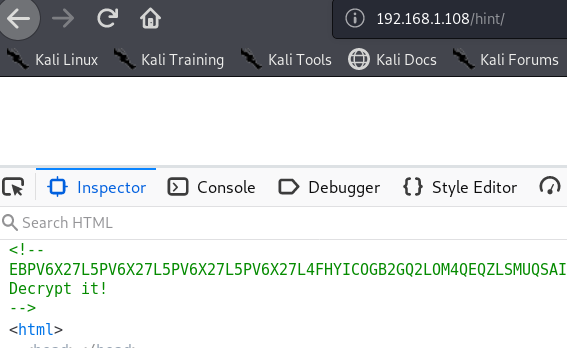 192.168.1.108/hint/
Kali Linux Kali Training Kali Tools Kali Docs Kali Forums
Inspector Console Debugger Style Editor
Search HTML
<!--
EBPV6X27L5PV6X27L5PV6X27L5PV6X27L4FHYICOGB2GQ2LOM4QEQZLSMUQSAI
Decrypt it!
-->
<html>